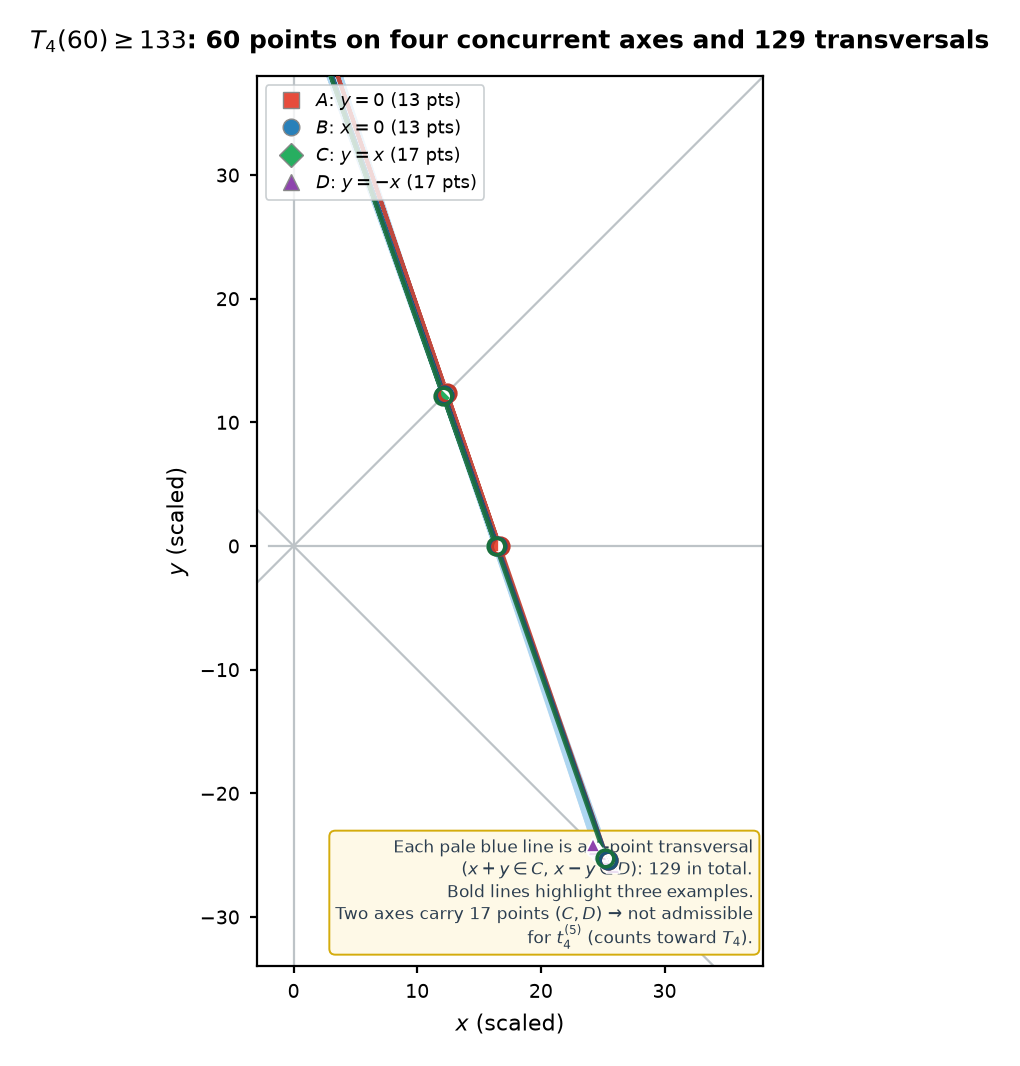 T₄(60) ≥ 133: 60 points on four concurrent axes and 129 transversals
A: y = 0 (13 pts)
B: x = 0 (13 pts)
C: y = x (17 pts)
D: y = −x (17 pts)
30
20
10
0
−10
−20
−30
y (scaled)
Each pale blue line is a point transversal
(x + y ∈ C, x − y D): 129 in total.
Bold lines highlight three examples.
Two axes carry 17 points (C, D) → not admissible
for t₄⁽⁵⁾ (counts toward T₄).
0 10 20 30
x (scaled)